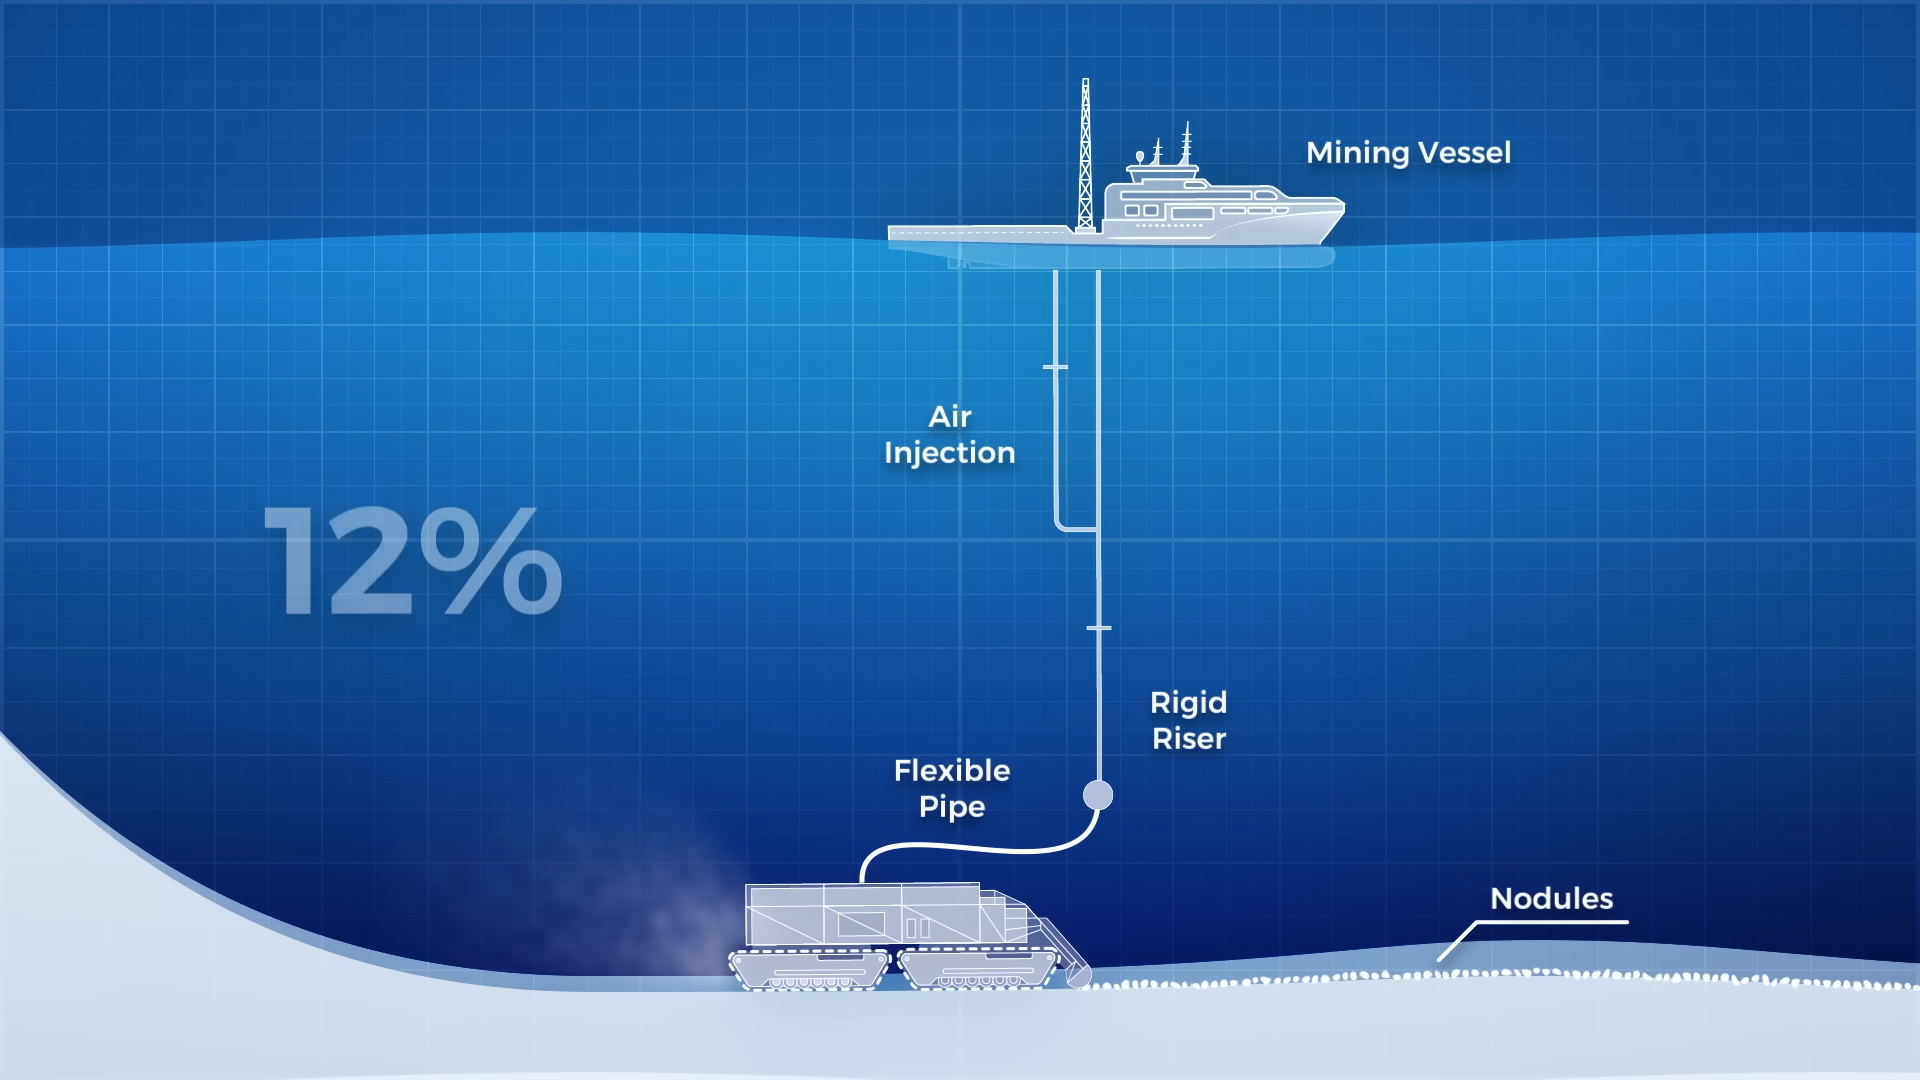 Mining Vessel
Air
Injection
12%
Rigid
Riser
Flexible
Pipe
Nodules